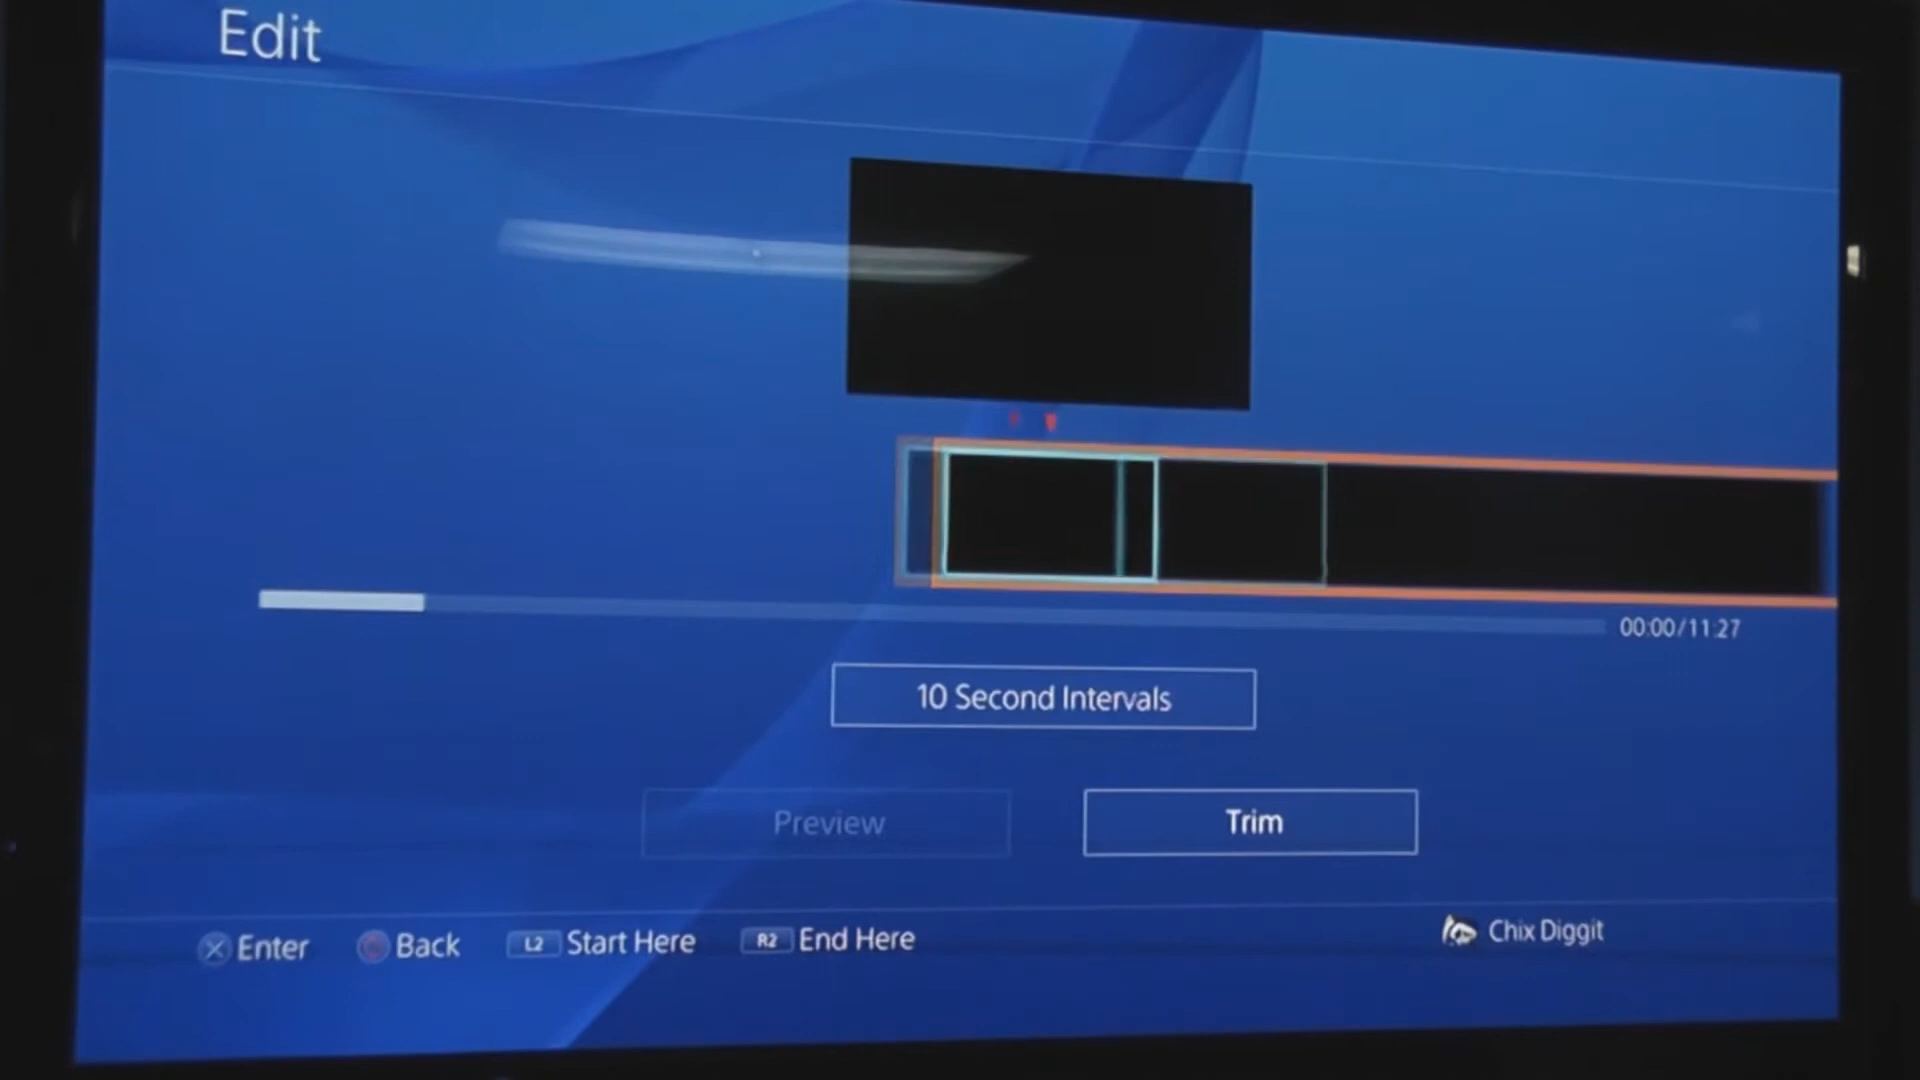 Edit
00:00/11:27
10 Second Intervals
Preview
Trim
Enter
Back
L2 Start Here
R2 End Here
Chix Diggit